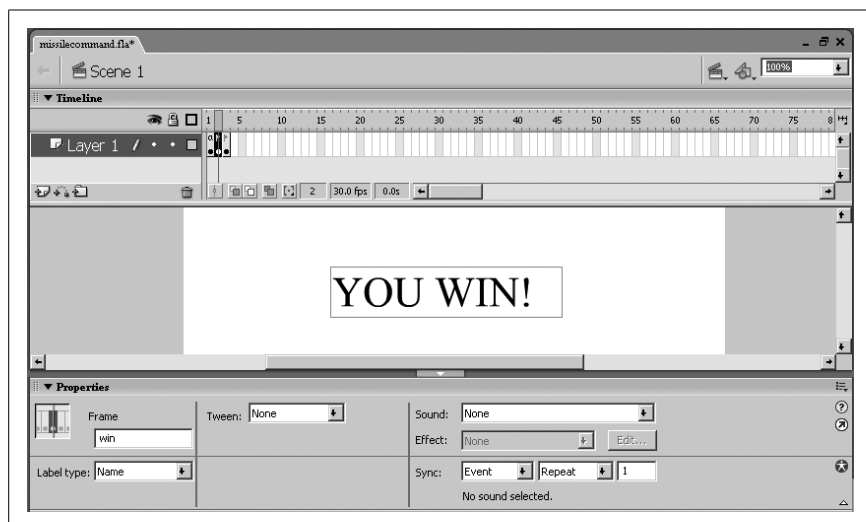 missilecommand.fla*
Scene 1
100%
Timeline
1 5 10 15 20 25 30 35 40 45 50 55 60 65 70 75 8
Layer 1
2 30.0 fps 0.0s
YOU WIN!
Properties
Frame Tween: None Sound: None
win Effect: None Edit...
Label type: Name Sync: Event Repeat 1
No sound selected.